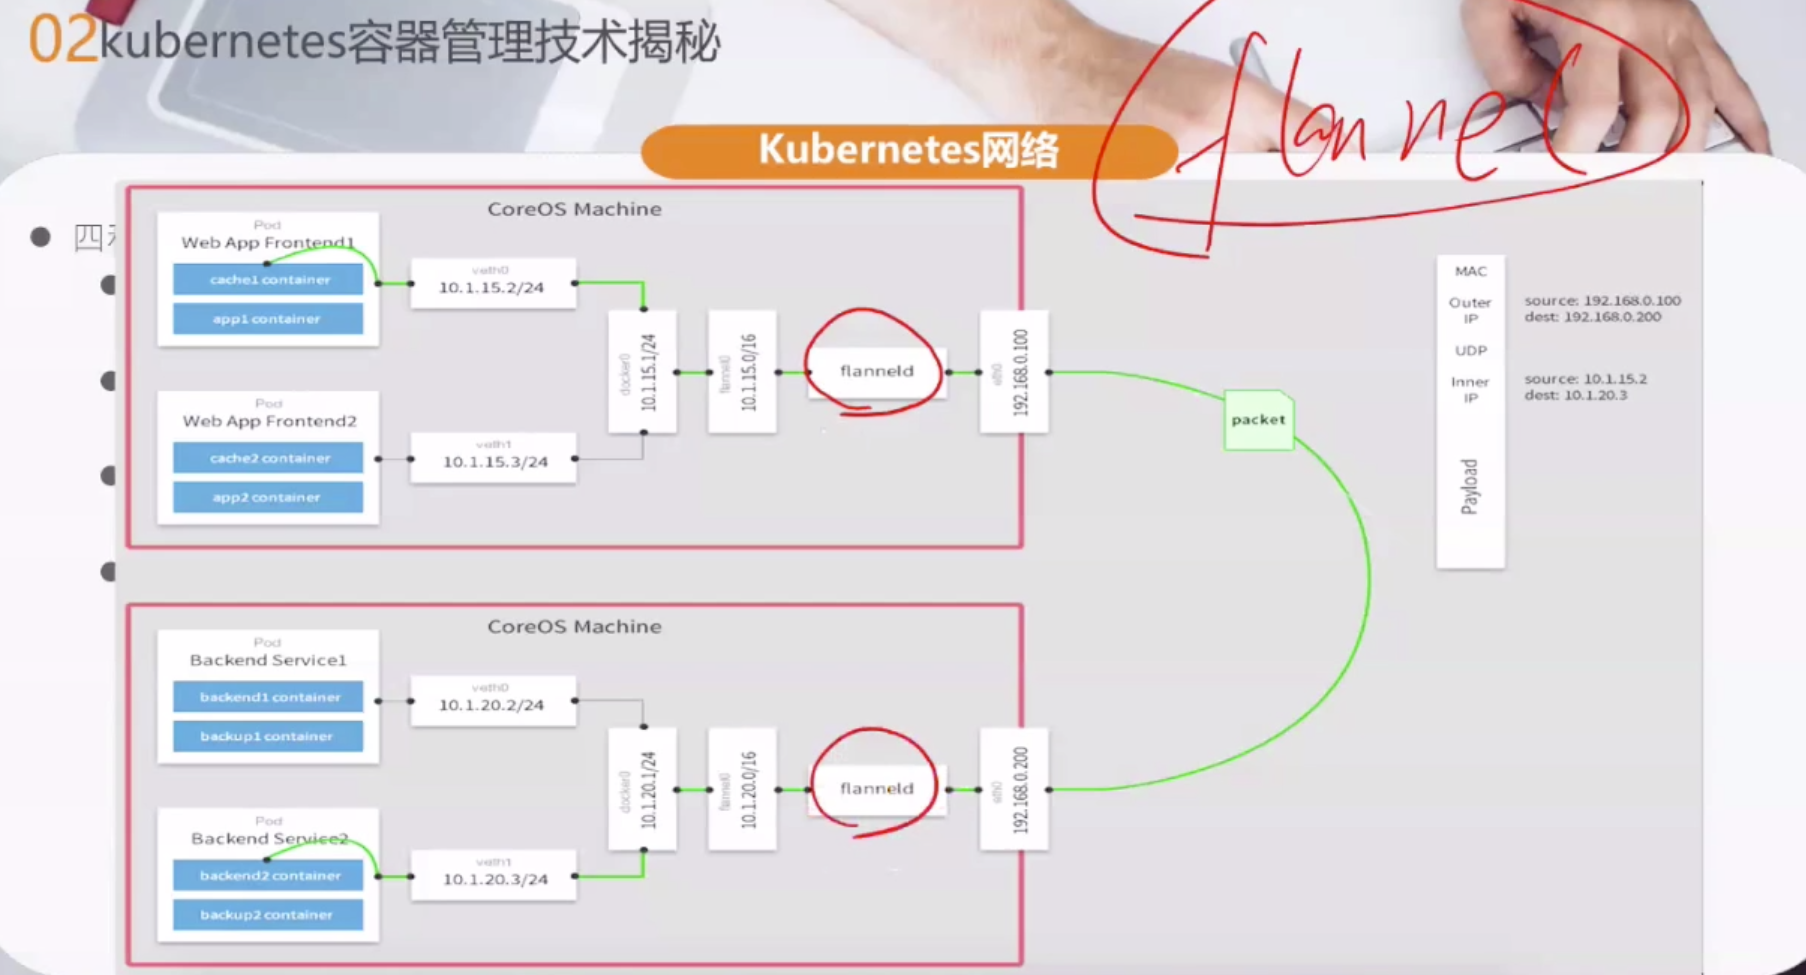 02kubernetes容器管理技术揭秘
flannel
Kubernetes网络
四
CoreOS Machine
Pod
Web App Frontend1
cache1 container
app1 container
veth0
10.1.15.2/24
Pod
Web App Frontend2
cache2 container
app2 container
veth1
10.1.15.3/24
docker0
10.1.15.1/24
flannel0
10.1.15.0/16
flanneld
eth0
192.168.0.100
packet
MAC
Outer
IP
source: 192.168.0.100
dest: 192.168.0.200
UDP
Inner
IP
source: 10.1.15.2
dest: 10.1.20.3
Payload
CoreOS Machine
Pod
Backend Service1
backend1 container
backup1 container
veth0
10.1.20.2/24
Pod
Backend Service2
backend2 container
backup2 container
veth1
10.1.20.3/24
docker0
10.1.20.1/24
flannel0
10.1.20.0/16
flanneld
eth0
192.168.0.200